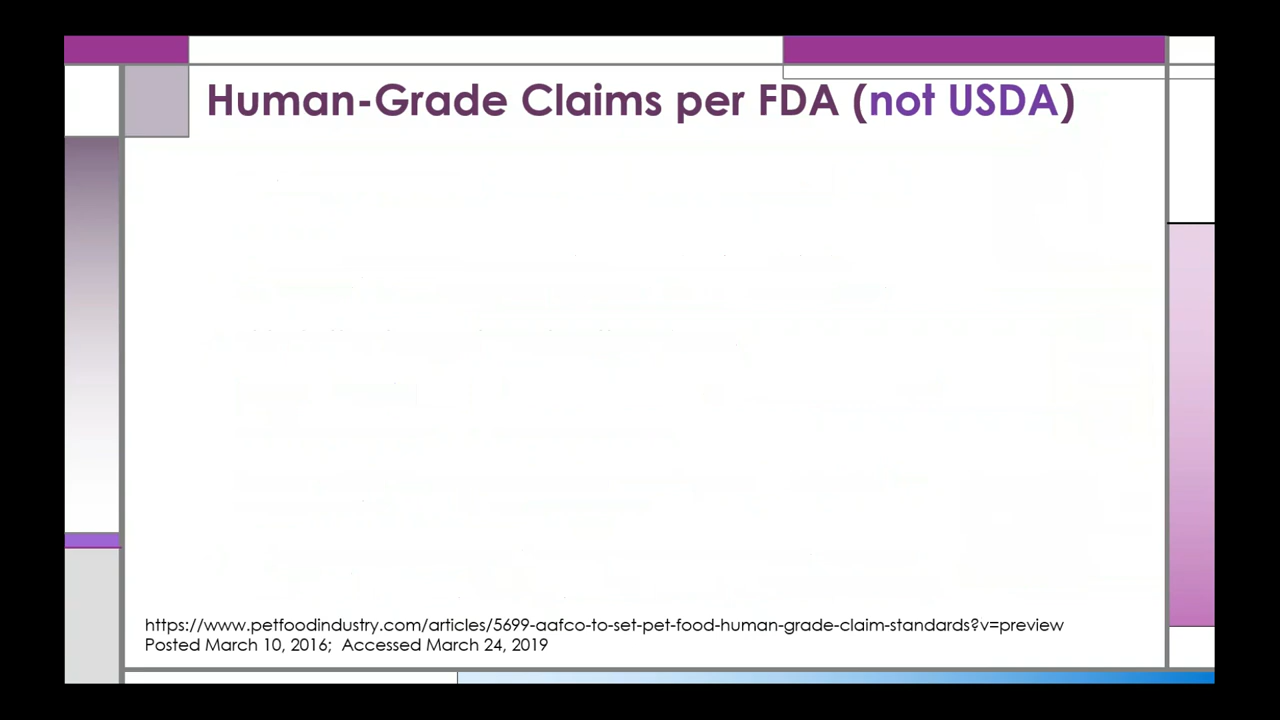 Human-Grade Claims per FDA (not USDA)
https://www.petfoodindustry.com/articles/5699-aafco-to-set-pet-food-human-grade-claim-standards?v=preview
Posted March 10, 2016;  Accessed March 24, 2019